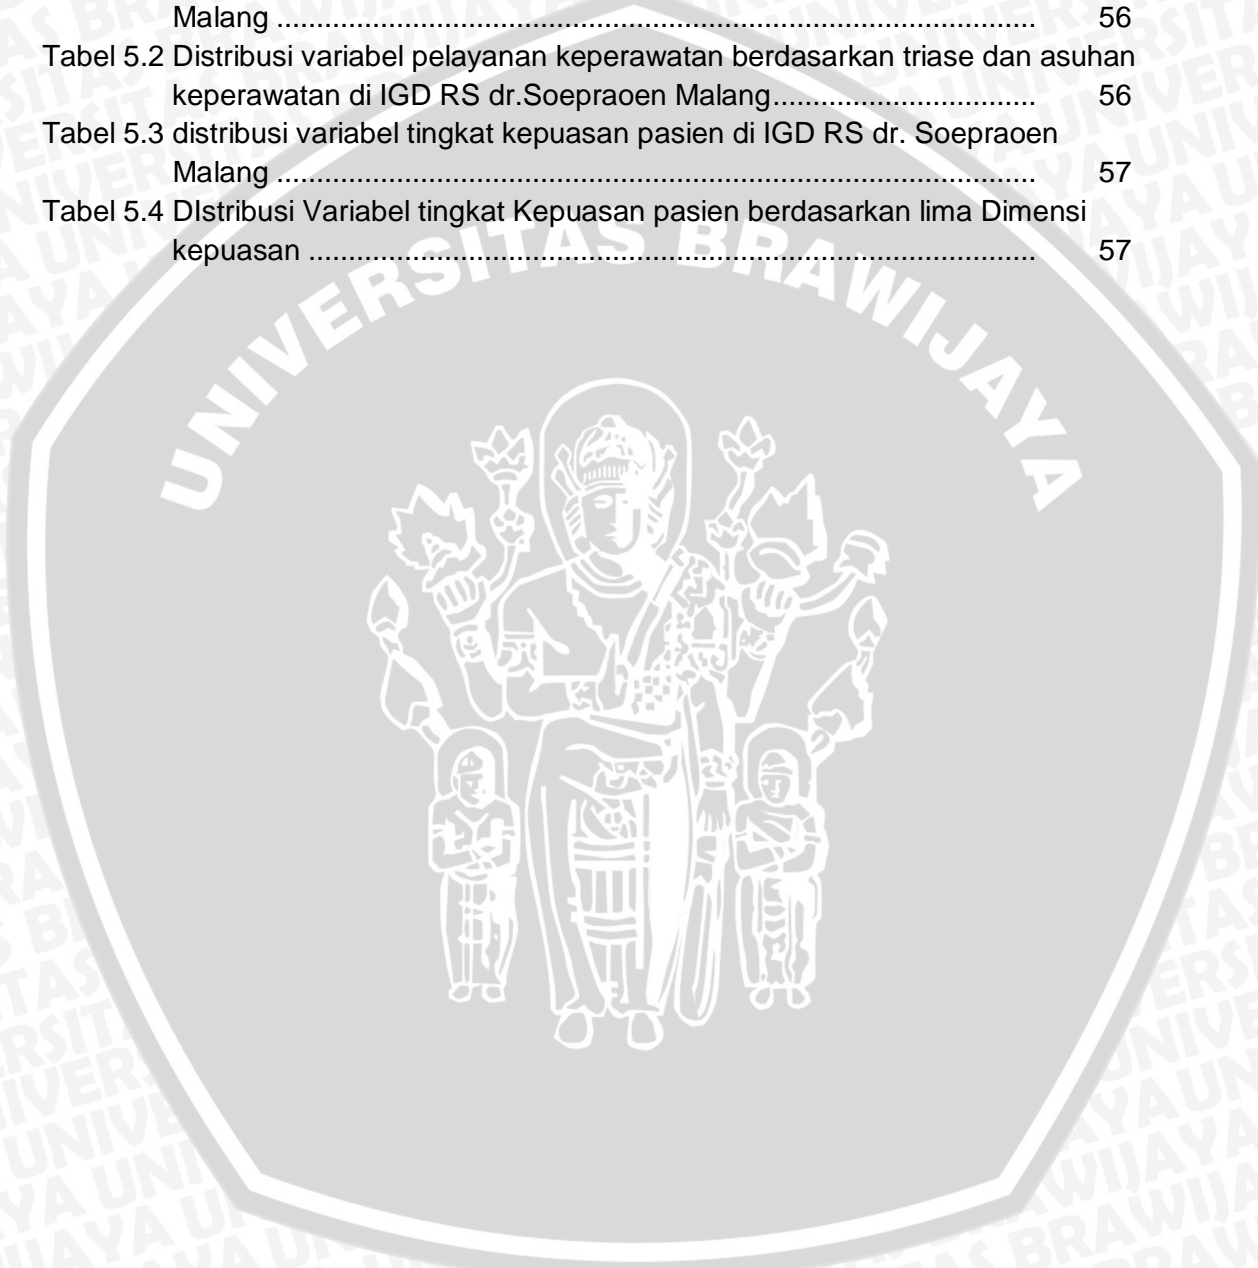 Malang ................................................................................................ 56
Tabel 5.2 Distribusi variabel pelayanan keperawatan berdasarkan triase dan asuhan
keperawatan di IGD RS dr.Soepraoen Malang................................. 56
Tabel 5.3 distribusi variabel tingkat kepuasan pasien di IGD RS dr. Soepraoen
Malang ................................................................................................ 57
Tabel 5.4 DIstribusi Variabel tingkat Kepuasan pasien berdasarkan lima Dimensi
kepuasan ............................................................................................ 57
UNIVERSITAS BRAWIJAYA